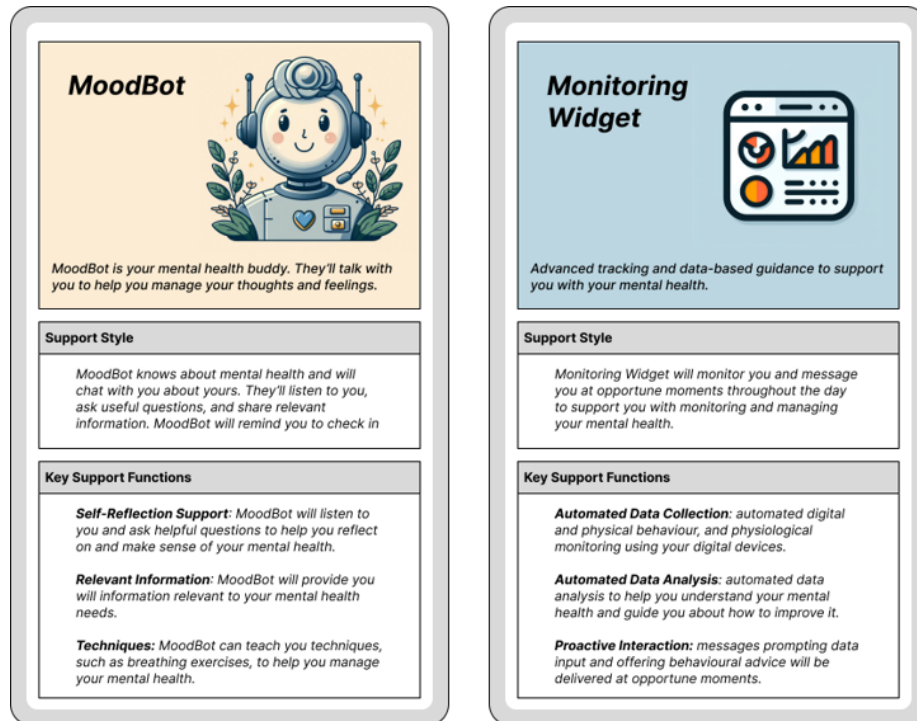 MoodBot
MoodBot is your mental health buddy. They'll talk with
you to help you manage your thoughts and feelings.
Support Style
MoodBot knows about mental health and will
chat with you about yours. They'll listen to you,
ask useful questions, and share relevant
information. MoodBot will remind you to check in
Key Support Functions
Self-Reflection Support: MoodBot will listen to
you and ask helpful questions to help you reflect
on and make sense of your mental health.
Relevant Information: MoodBot will provide you
will information relevant to your mental health
needs.
Techniques: MoodBot can teach you techniques,
such as breathing exercises, to help you manage
your mental health.
Monitoring
Widget
Advanced tracking and data-based guidance to support
you with your mental health.
Support Style
Monitoring Widget will monitor you and message
you at opportune moments throughout the day
to support you with monitoring and managing
your mental health.
Key Support Functions
Automated Data Collection: automated digital
and physical behaviour, and physiological
monitoring using your digital devices.
Automated Data Analysis: automated data
analysis to help you understand your mental
health and guide you about how to improve it.
Proactive Interaction: messages prompting data
input and offering behavioural advice will be
delivered at opportune moments.